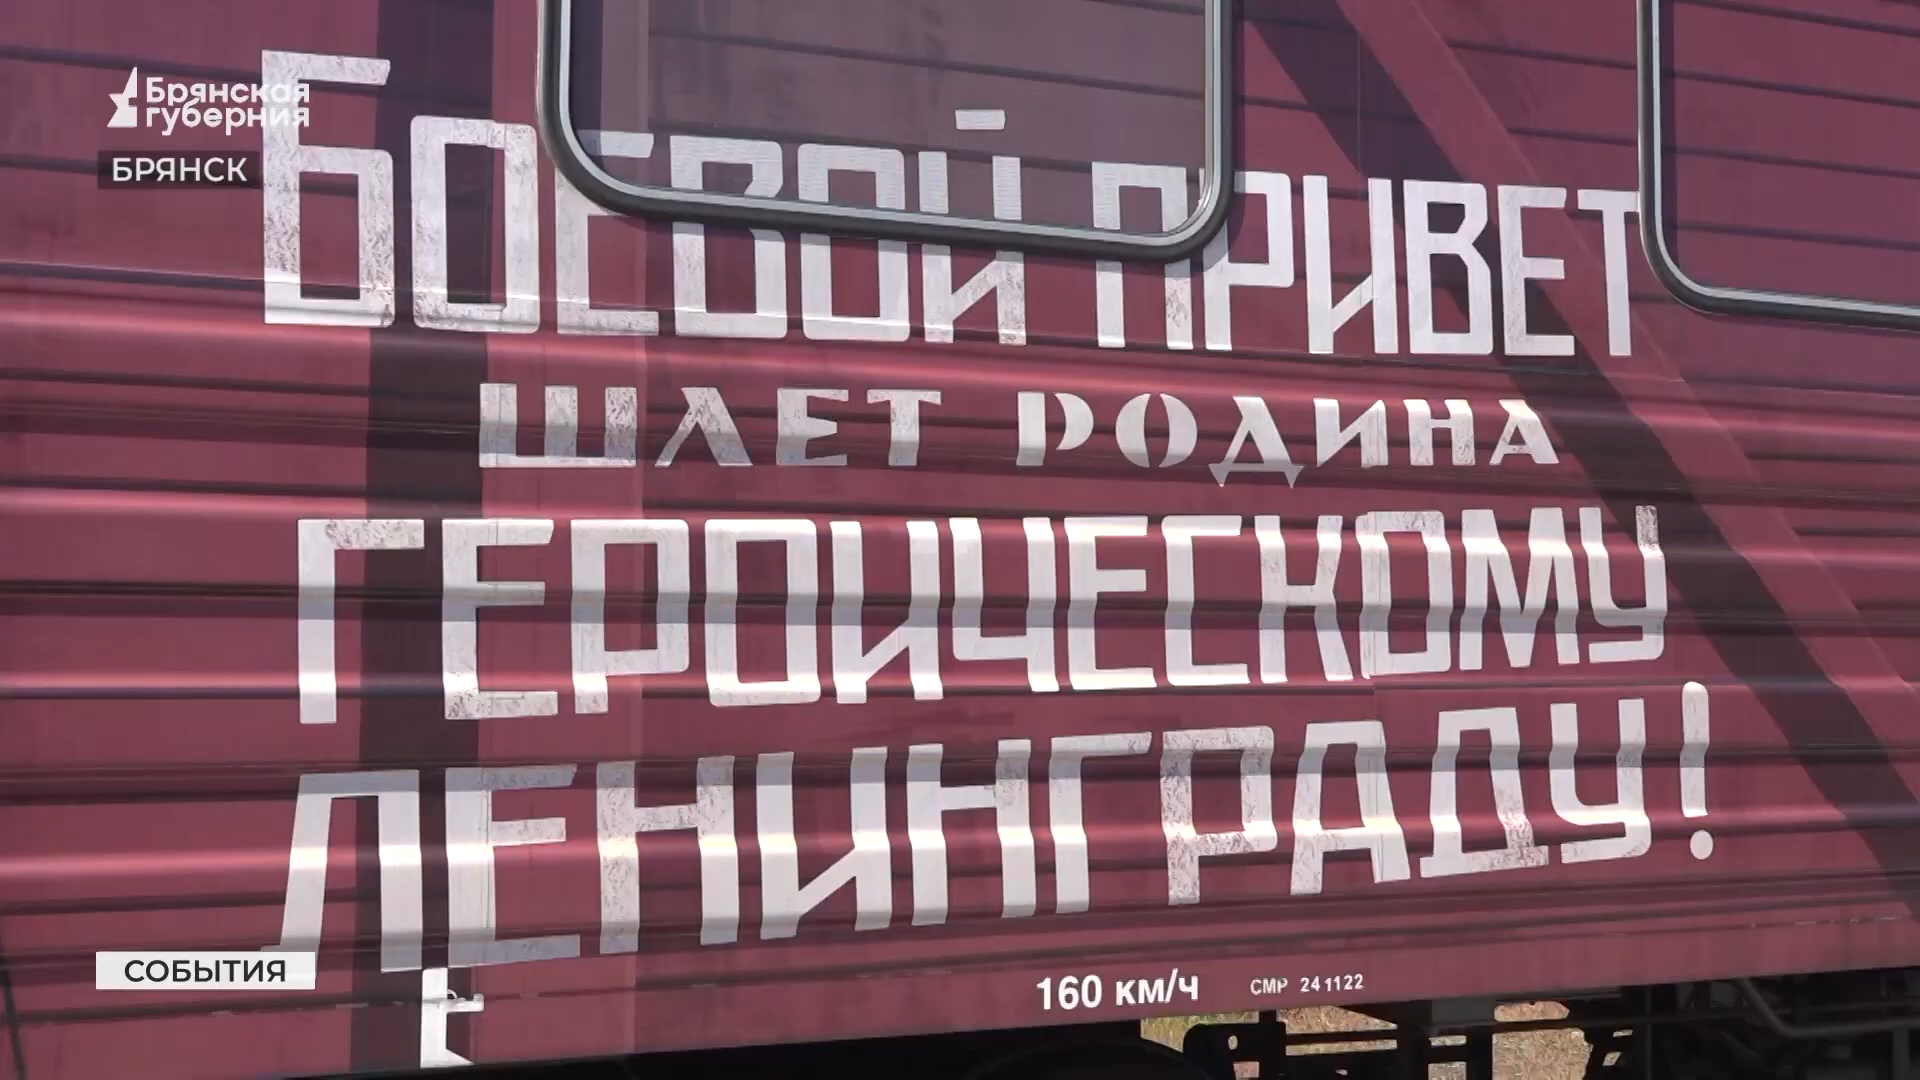 Брянская
губерния
БРЯНСК
БОЕВОЙ ПРИВЕТ
ШЛЕТ РОДИНА
ГЕРОИЧЕСКОМУ
ЛЕНИНГРАДУ!
СОБЫТИЯ
160 км/ч
СМР 241122